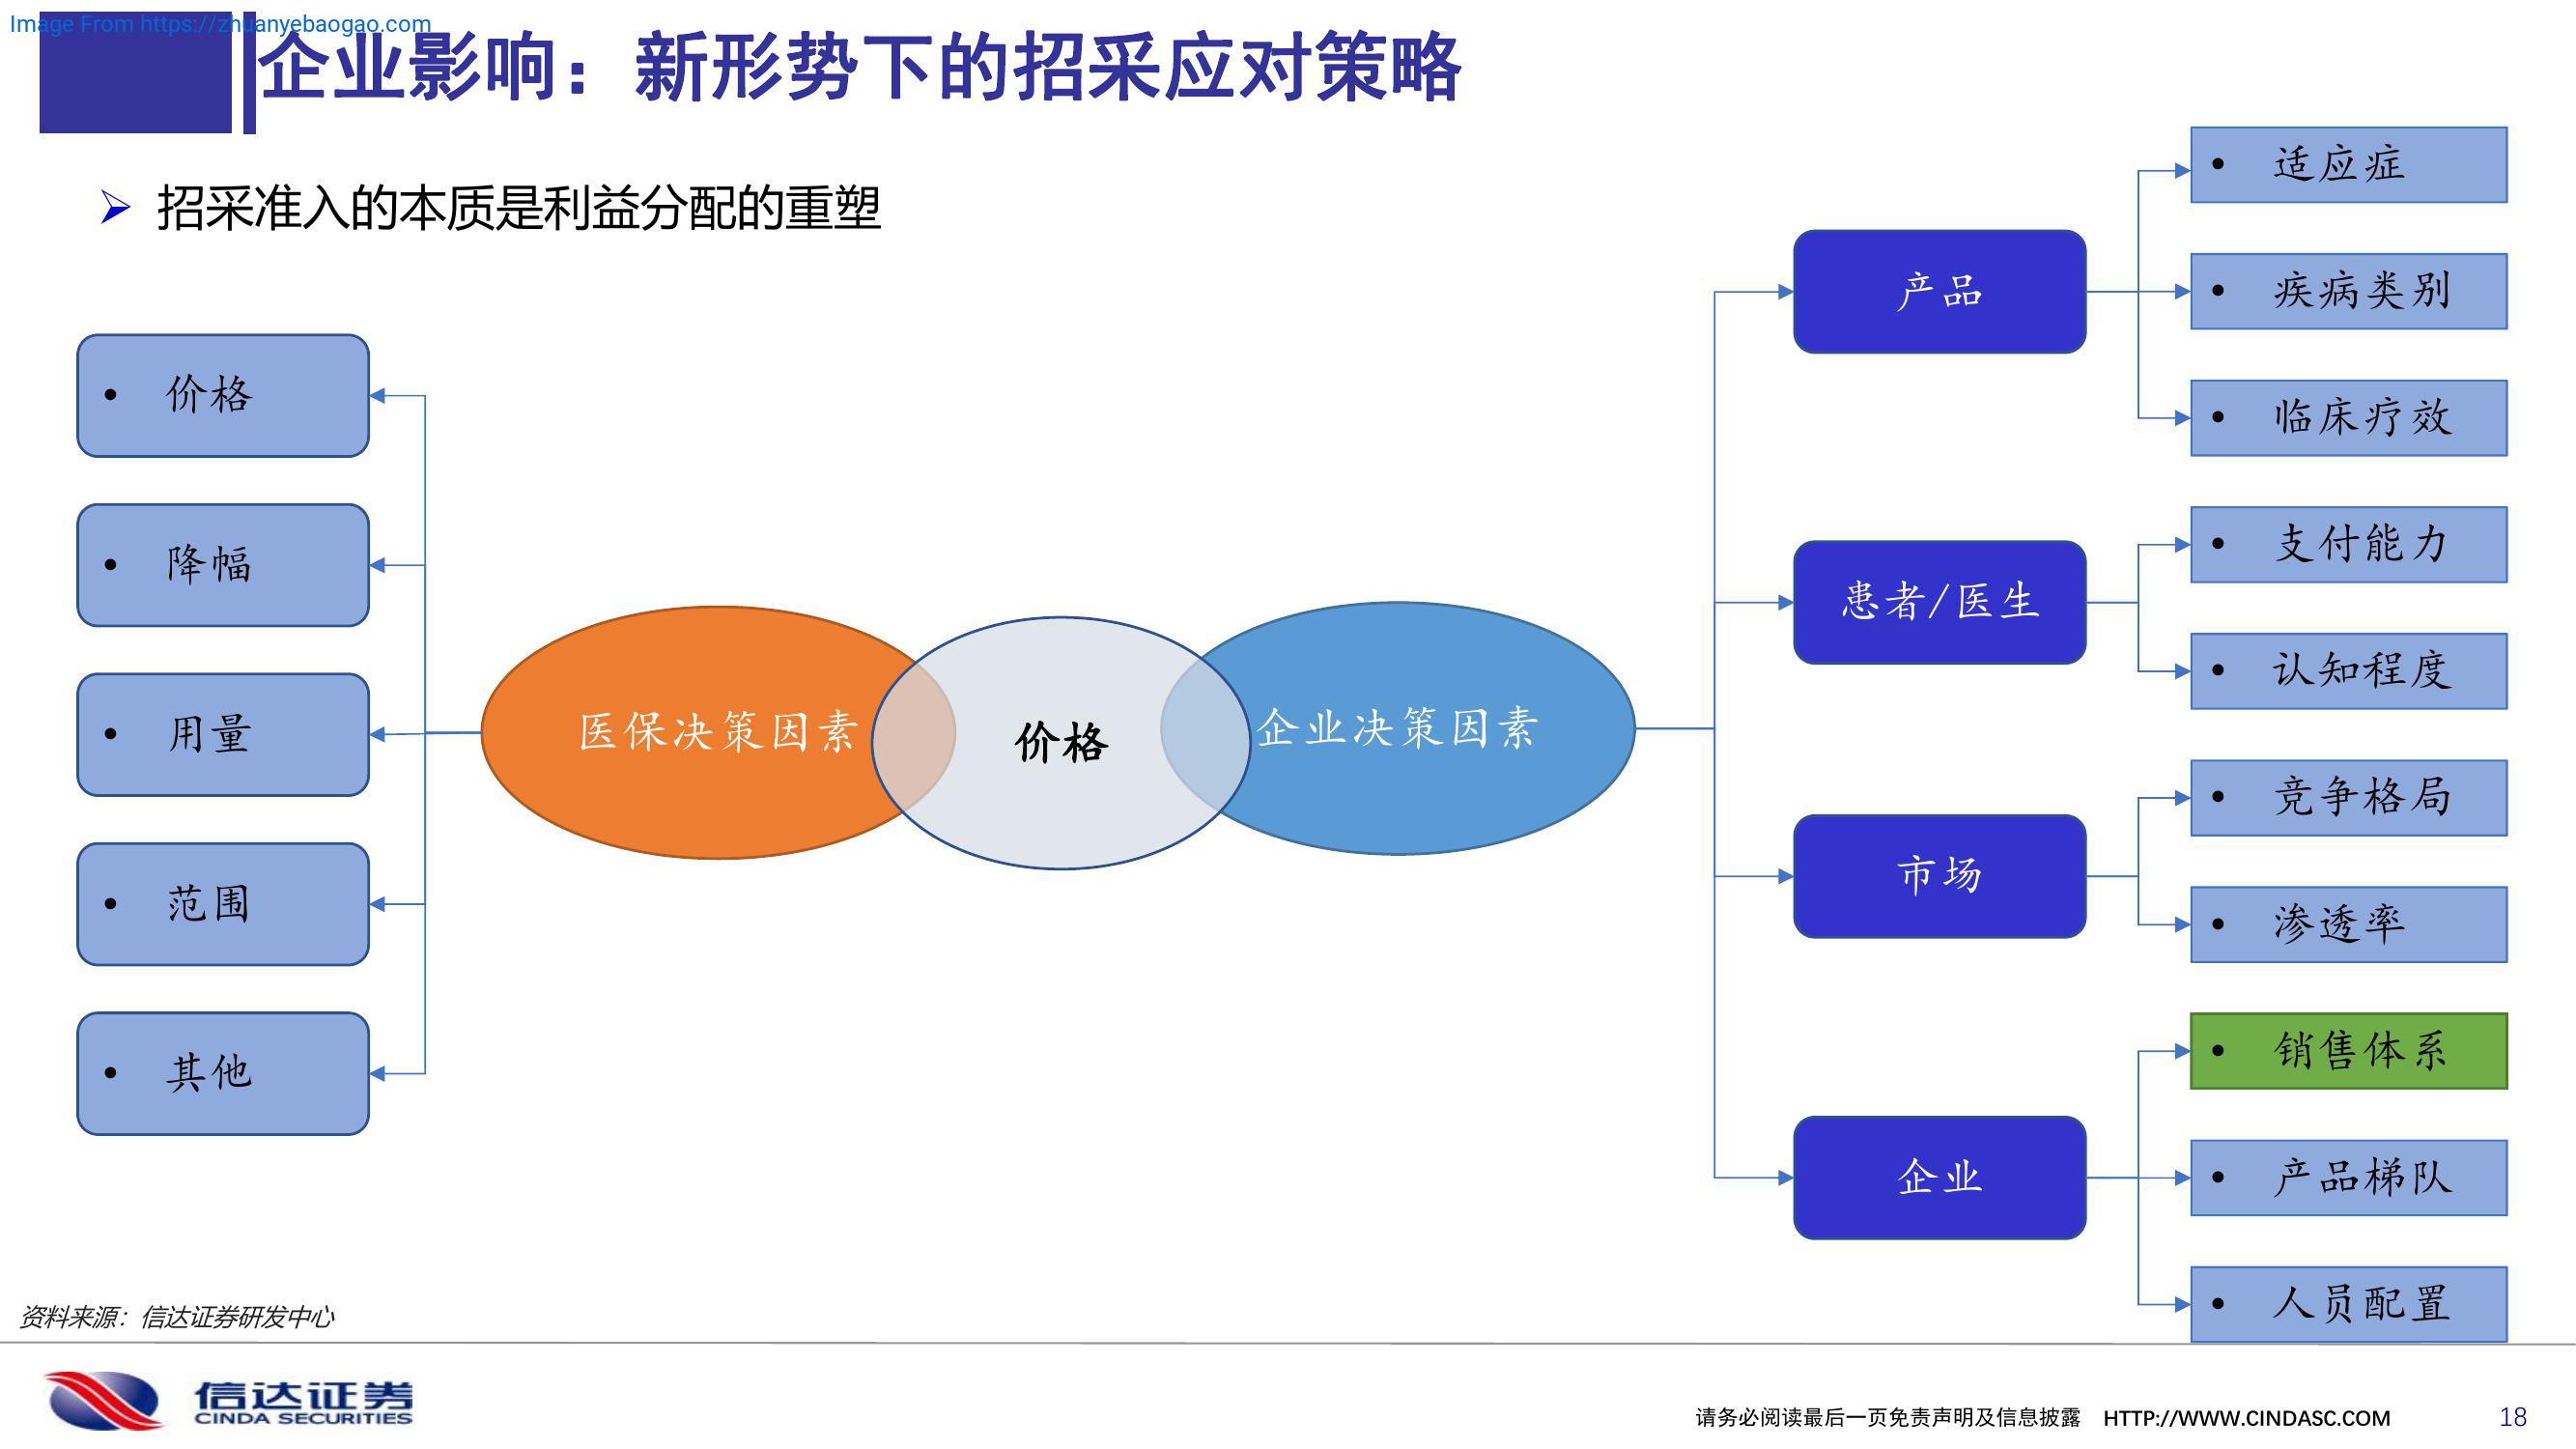 Image From https://zhuanyebaogao.com
企业影响：新形势下的招采应对策略
➢ 招采准入的本质是利益分配的重塑
• 价格
• 降幅
• 用量
• 范围
• 其他
医保决策因素
价格
企业决策因素
产品
• 适应症
• 疾病类别
• 临床疗效
患者/医生
• 支付能力
• 认知程度
市场
• 竞争格局
• 渗透率
企业
• 销售体系
• 产品梯队
• 人员配置
资料来源：信达证券研发中心
信达证券
CINDA SECURITIES
请务必阅读最后一页免责声明及信息披露 HTTP://WWW.CINDASC.COM 18